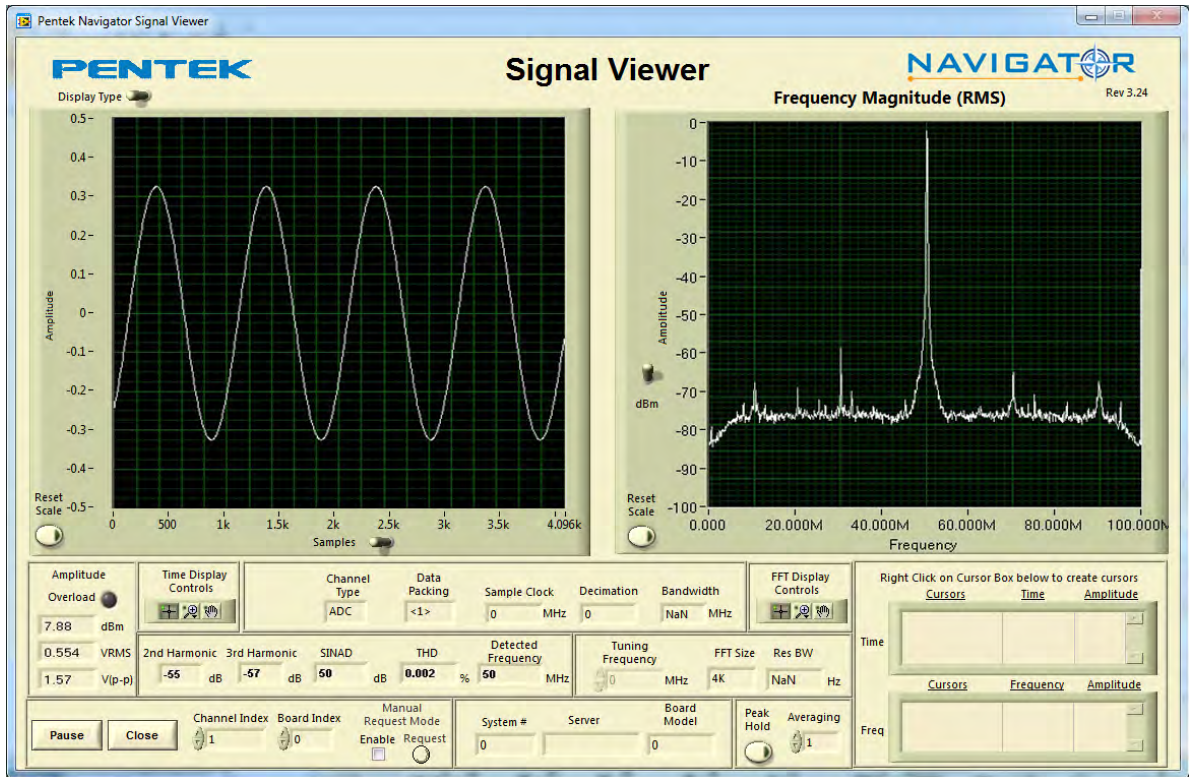 Pentek Navigator Signal Viewer
PENTEK
Signal Viewer
NAVIGATOR
Rev 3.24
Display Type
Frequency Magnitude (RMS)
0.5
0.4
0.3
0.2
0.1
0
-0.1
-0.2
-0.3
-0.4
-0.5
Amplitude
Reset
Scale
0 500 1k 1.5k 2k 2.5k 3k 3.5k 4.096k
Samples
0
-10
-20
-30
-40
-50
-60
-70
-80
-90
-100
Amplitude
dBm
Reset
Scale
0.000 20.000M 40.000M 60.000M 80.000M 100.000M
Frequency
Amplitude
Overload
7.88 dBm
0.554 VRMS
1.57 V(p-p)
Time Display
Controls
Channel
Type
ADC
Data
Packing
<1>
Sample Clock
0 MHz
Decimation
0
Bandwidth
NaN MHz
FFT Display
Controls
2nd Harmonic
-55 dB
3rd Harmonic
-57 dB
SINAD
50 dB
THD
0.002 %
Detected
Frequency
50 MHz
Tuning
Frequency
0 MHz
FFT Size
4K
Res BW
NaN Hz
Pause
Close
Channel Index
1
Board Index
0
Manual
Request Mode
Enable Request
System #
0
Server
Board
Model
0
Peak
Hold
Averaging
1
Right Click on Cursor Box below to create cursors
Cursors Time Amplitude
Time
Cursors Frequency Amplitude
Freq